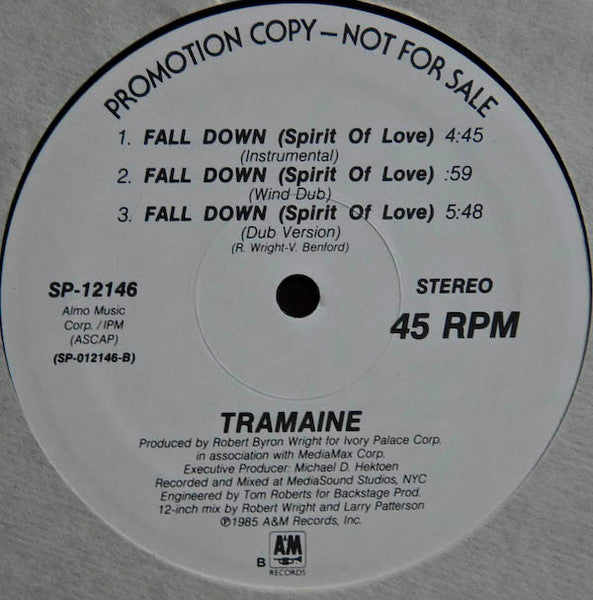 PROMOTION COPY — NOT FOR SALE
1. FALL DOWN (Spirit Of Love) 4:45
(Instrumental)
2. FALL DOWN (Spirit Of Love) :59
(Wind Dub)
3. FALL DOWN (Spirit Of Love) 5:48
(Dub Version)
(R. Wright-V. Benford)
SP-12146
Almo Music
Corp. / IPM
(ASCAP)
(SP-012146-B)
STEREO
45 RPM
TRAMAINE
Produced by Robert Byron Wright for Ivory Palace Corp.
in association with MediaMax Corp.
Executive Producer: Michael D. Hektoen
Recorded and Mixed at MediaSound Studios, NYC
Engineered by Tom Roberts for Backstage Prod.
12-inch mix by Robert Wright and Larry Patterson
℗1985 A&M Records, Inc.
A&M
RECORDS
B